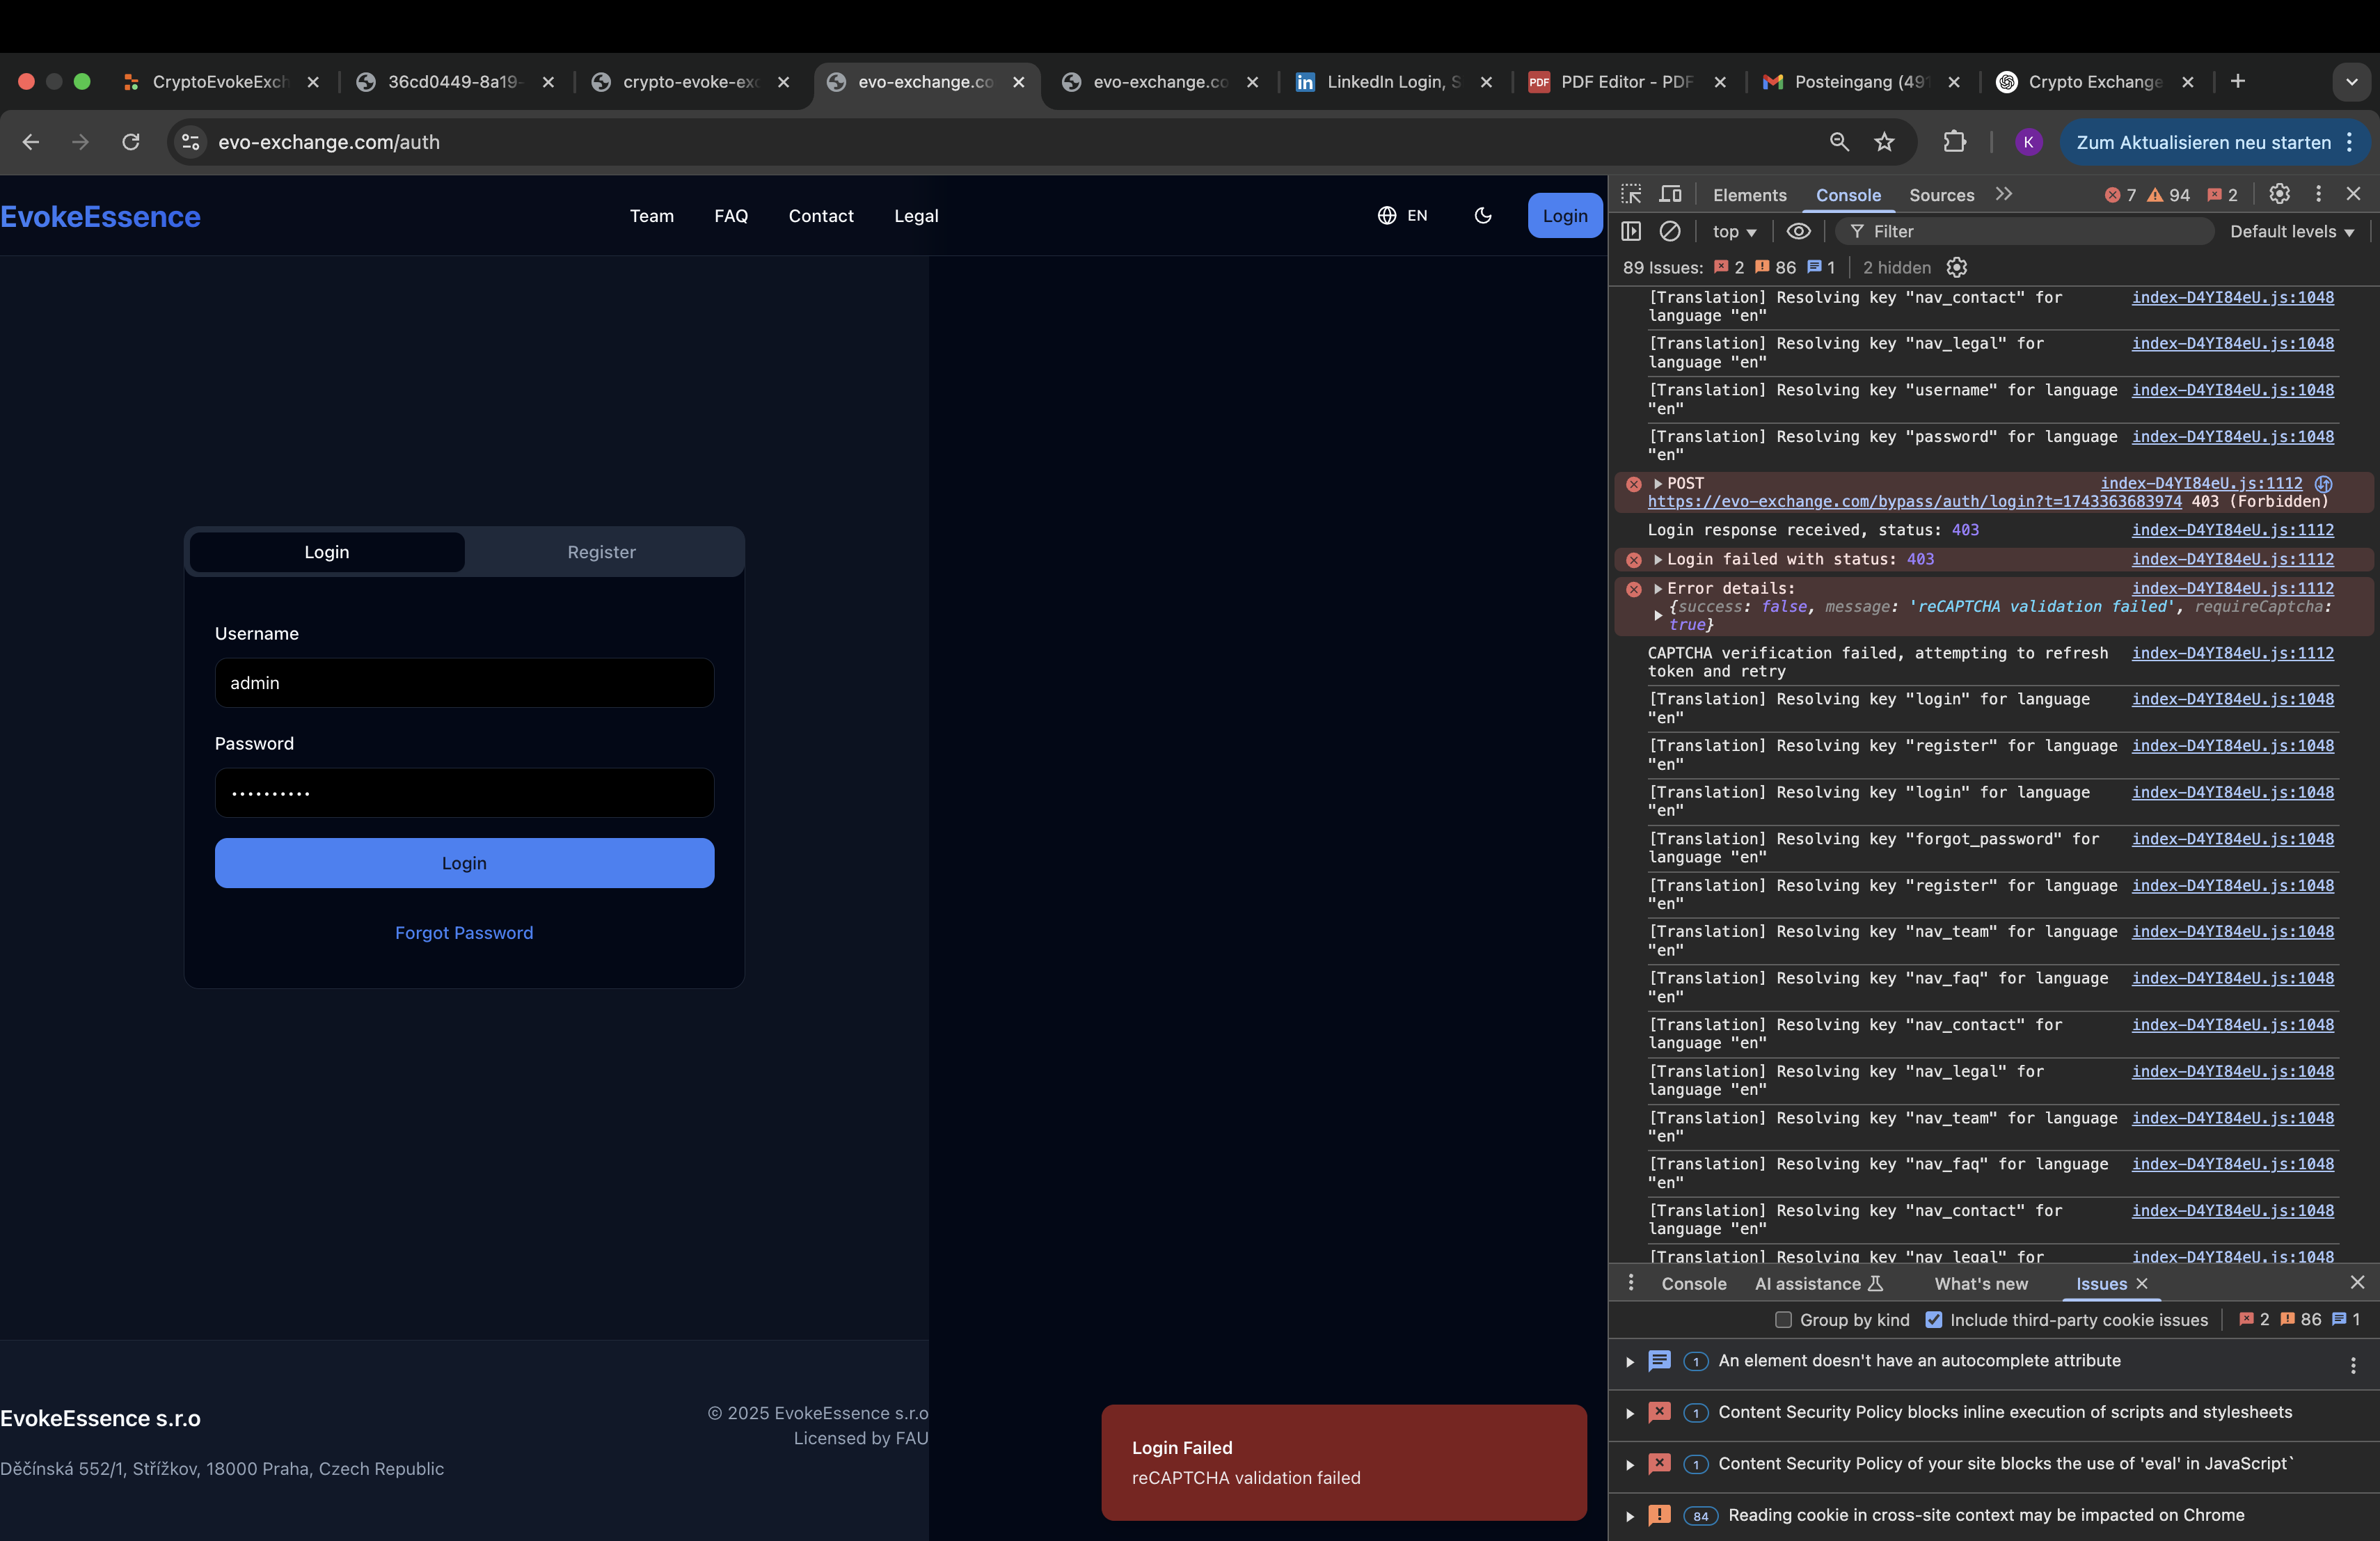 CryptoEvokeExch
36cd0449-8a19-
crypto-evoke-exc
evo-exchange.co
evo-exchange.co
LinkedIn Login, S
PDF Editor - PDF
Posteingang (491
Crypto Exchange
evo-exchange.com/auth
K
Zum Aktualisieren neu starten
EvokeEssence
Team
FAQ
Contact
Legal
EN
Login
Login
Register
Username
admin
Password
Login
Forgot Password
EvokeEssence s.r.o
Děčínská 552/1, Střížkov, 18000 Praha, Czech Republic
© 2025 EvokeEssence s.r.o
Licensed by FAU
Login Failed
reCAPTCHA validation failed
Elements
Console
Sources
7
94
2
top
Filter
Default levels
89 Issues: 2 86 1
2 hidden
[Translation] Resolving key "nav_contact" for index-D4YI84eU.js:1048
language "en"
[Translation] Resolving key "nav_legal" for index-D4YI84eU.js:1048
language "en"
[Translation] Resolving key "username" for language index-D4YI84eU.js:1048
"en"
[Translation] Resolving key "password" for language index-D4YI84eU.js:1048
"en"
POST index-D4YI84eU.js:1112
https://evo-exchange.com/bypass/auth/login?t=1743363683974 403 (Forbidden)
Login response received, status: 403 index-D4YI84eU.js:1112
Login failed with status: 403 index-D4YI84eU.js:1112
Error details: index-D4YI84eU.js:1112
{success: false, message: 'reCAPTCHA validation failed', requireCaptcha:
true}
CAPTCHA verification failed, attempting to refresh index-D4YI84eU.js:1112
token and retry
[Translation] Resolving key "login" for language index-D4YI84eU.js:1048
"en"
[Translation] Resolving key "register" for language index-D4YI84eU.js:1048
"en"
[Translation] Resolving key "login" for language index-D4YI84eU.js:1048
"en"
[Translation] Resolving key "forgot_password" for index-D4YI84eU.js:1048
language "en"
[Translation] Resolving key "register" for language index-D4YI84eU.js:1048
"en"
[Translation] Resolving key "nav_team" for language index-D4YI84eU.js:1048
"en"
[Translation] Resolving key "nav_faq" for language index-D4YI84eU.js:1048
"en"
[Translation] Resolving key "nav_contact" for index-D4YI84eU.js:1048
language "en"
[Translation] Resolving key "nav_legal" for index-D4YI84eU.js:1048
language "en"
[Translation] Resolving key "nav_team" for language index-D4YI84eU.js:1048
"en"
[Translation] Resolving key "nav_faq" for language index-D4YI84eU.js:1048
"en"
[Translation] Resolving key "nav_contact" for index-D4YI84eU.js:1048
language "en"
[Translation] Resolving key "nav_legal" for index-D4YI84eU.js:1048
Console
AI assistance
What's new
Issues
Group by kind
Include third-party cookie issues
2 86 1
1 An element doesn't have an autocomplete attribute
1 Content Security Policy blocks inline execution of scripts and stylesheets
1 Content Security Policy of your site blocks the use of 'eval' in JavaScript`
84 Reading cookie in cross-site context may be impacted on Chrome